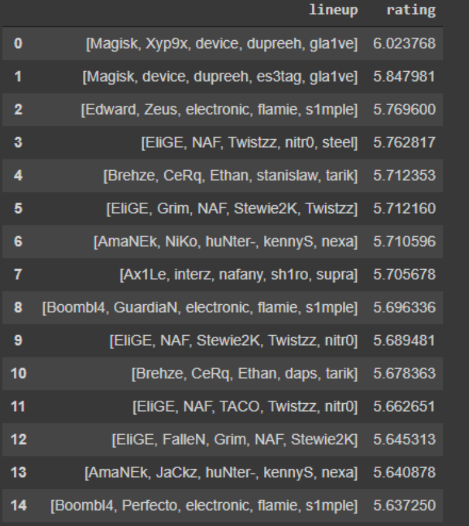 lineup rating
0 [Magisk, Xyp9x, device, dupreeh, gla1ve] 6.023768
1 [Magisk, device, dupreeh, es3tag, gla1ve] 5.847981
2 [Edward, Zeus, electronic, flamie, s1mple] 5.769600
3 [EliGE, NAF, Twistzz, nitr0, steel] 5.762817
4 [Brehze, CeRq, Ethan, stanislaw, tarik] 5.712353
5 [EliGE, Grim, NAF, Stewie2K, Twistzz] 5.712160
6 [AmaNEk, NiKo, huNter-, kennyS, nexa] 5.710596
7 [Ax1Le, interz, nafany, sh1ro, supra] 5.705678
8 [Boombl4, GuardiaN, electronic, flamie, s1mple] 5.696336
9 [EliGE, NAF, Stewie2K, Twistzz, nitr0] 5.689481
10 [Brehze, CeRq, Ethan, daps, tarik] 5.678363
11 [EliGE, NAF, TACO, Twistzz, nitr0] 5.662651
12 [EliGE, FalleN, Grim, NAF, Stewie2K] 5.645313
13 [AmaNEk, JaCkz, huNter-, kennyS, nexa] 5.640878
14 [Boombl4, Perfecto, electronic, flamie, s1mple] 5.637250